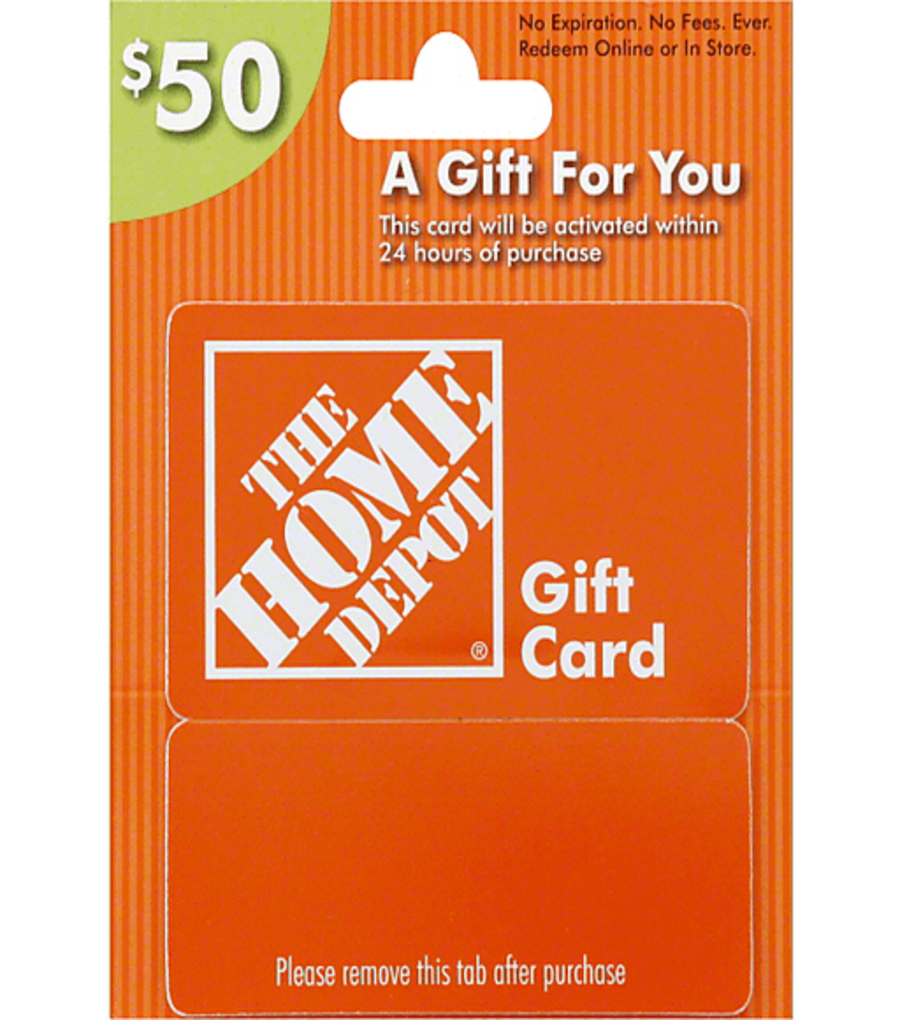 $50
No Expiration. No Fees. Ever.
Redeem Online or In Store.
A Gift For You
This card will be activated within
24 hours of purchase
THE
HOME
DEPOT
®
Gift
Card
Please remove this tab after purchase